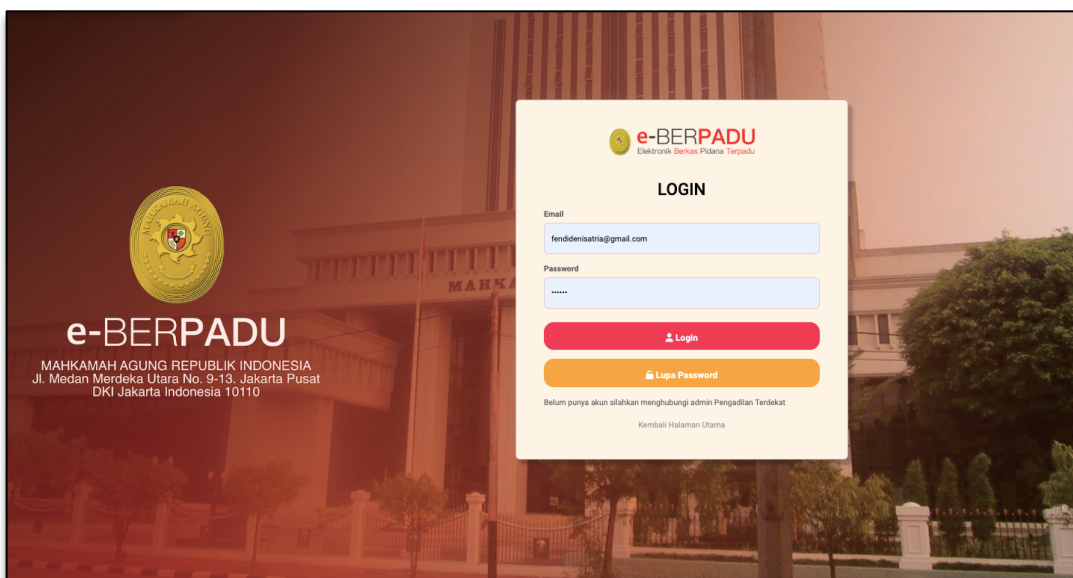 e-BERPADU
MAHKAMAH AGUNG REPUBLIK INDONESIA
Jl. Medan Merdeka Utara No. 9-13. Jakarta Pusat
DKI Jakarta Indonesia 10110
MAHKA
MAHKAMAH AGUNG
e-BERPADU
Elektronik Berkas Pidana Terpadu
LOGIN
Email
fendidenisatria@gmail.com
Password
••••••
Login
Lupa Password
Belum punya akun silahkan menghubungi admin Pengadilan Terdekat
Kembali Halaman Utama